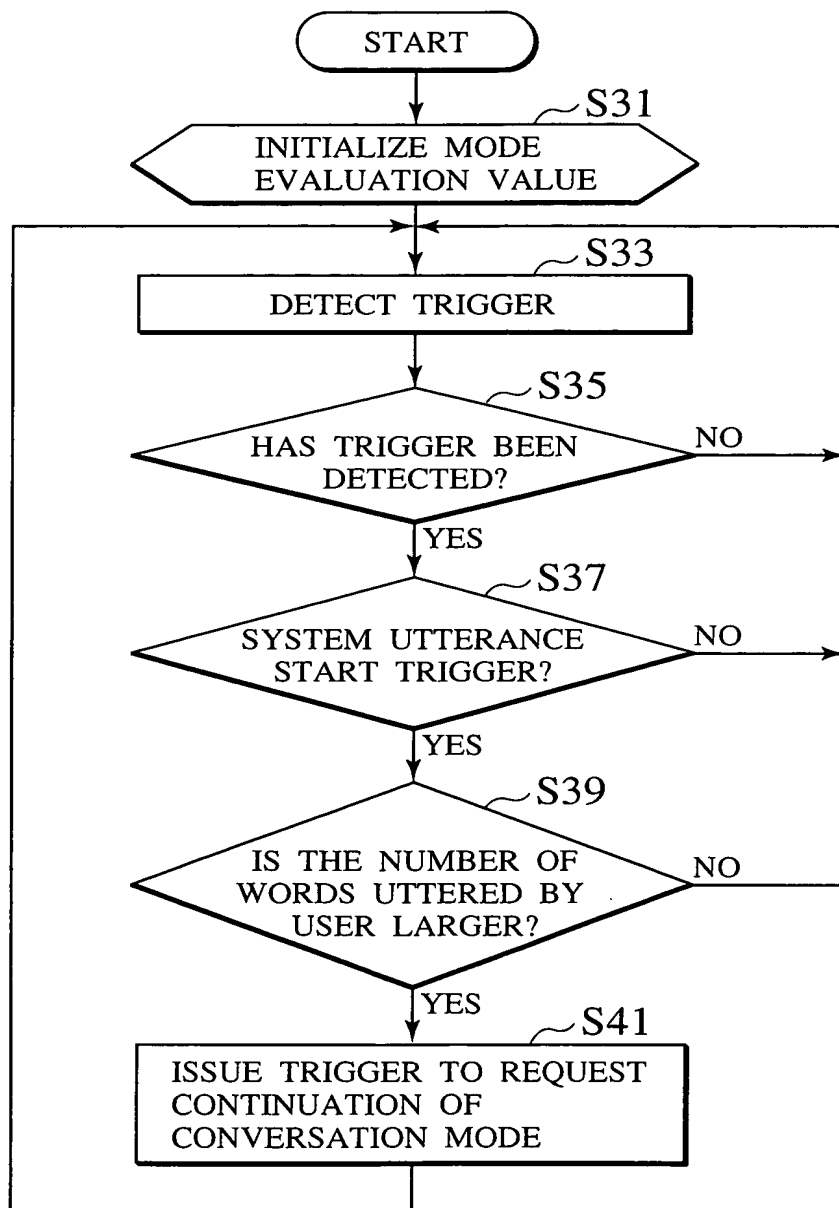 START
S31
INITIALIZE MODE
EVALUATION VALUE
S33
DETECT TRIGGER
S35
HAS TRIGGER BEEN
DETECTED?
NO
YES
S37
SYSTEM UTTERANCE
START TRIGGER?
NO
YES
S39
IS THE NUMBER OF
WORDS UTTERED BY
USER LARGER?
NO
YES
S41
ISSUE TRIGGER TO REQUEST
CONTINUATION OF
CONVERSATION MODE